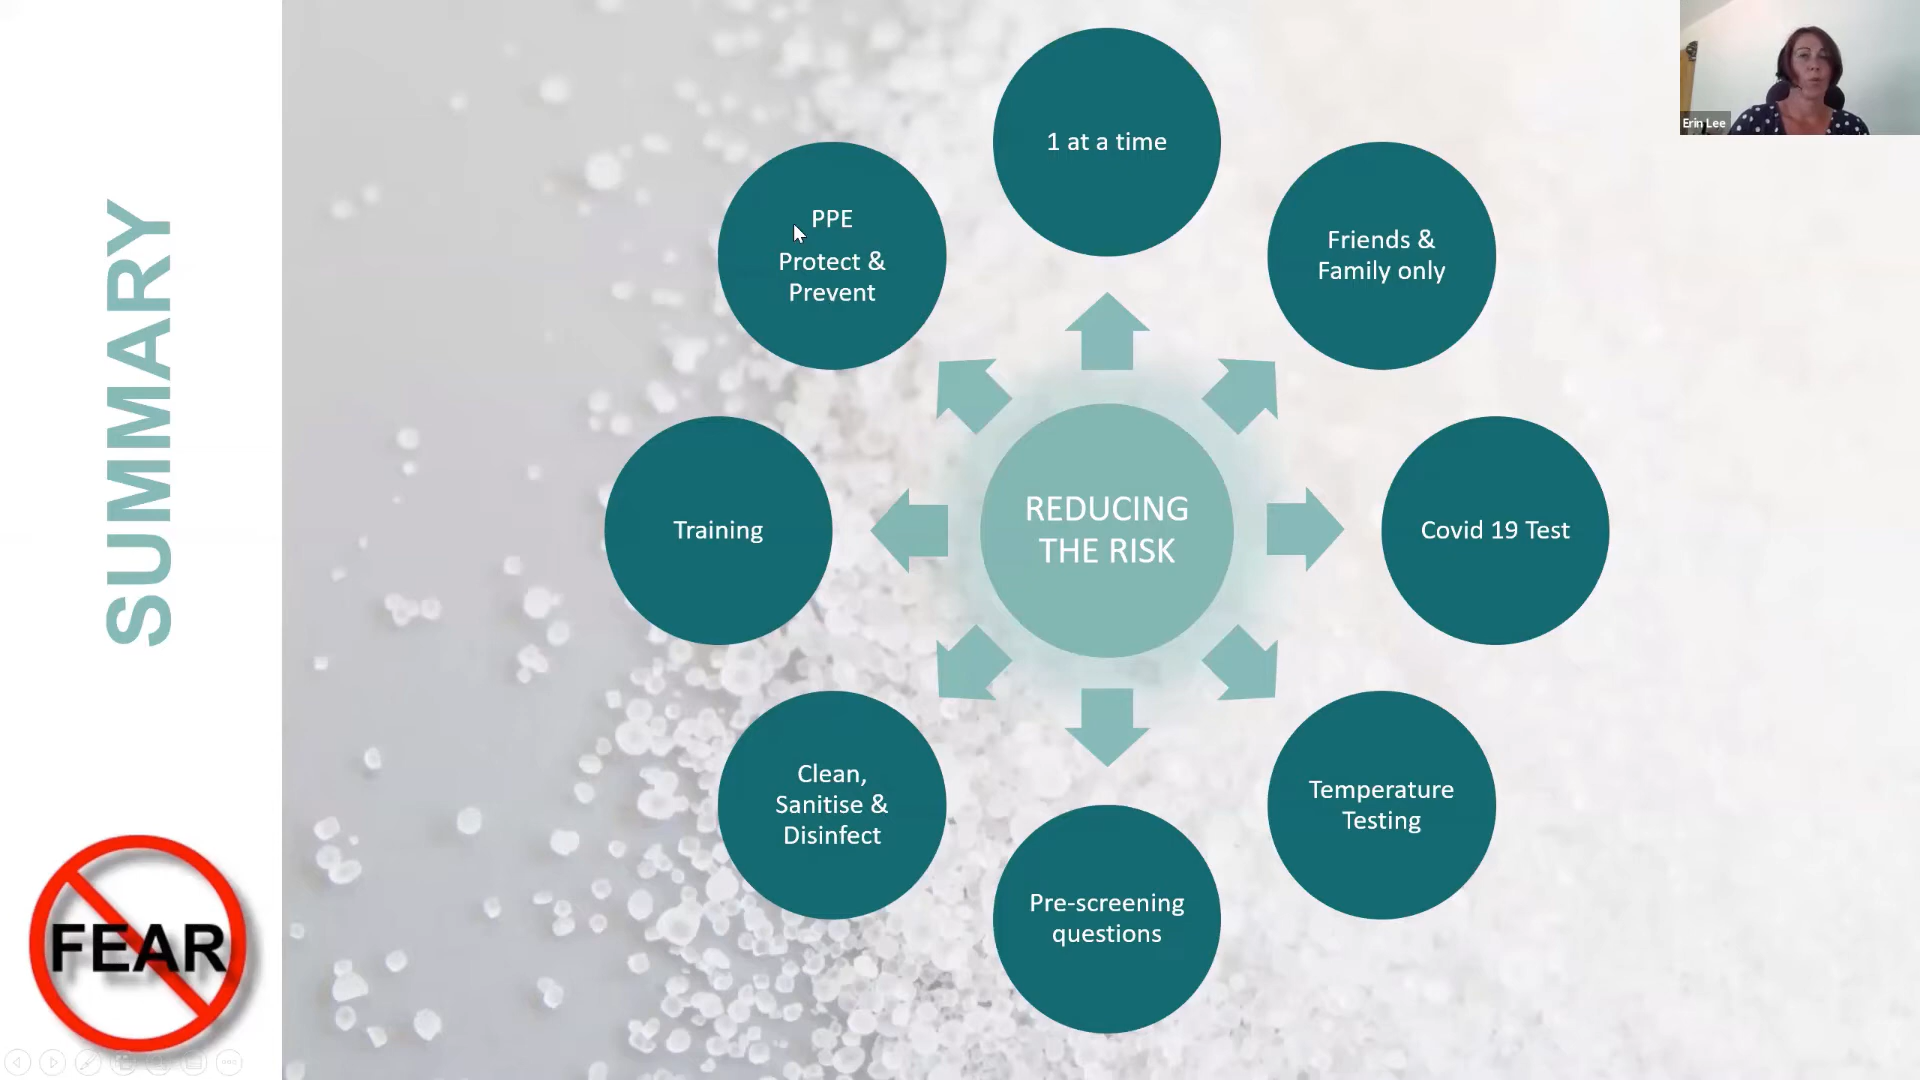 SUMMARY
FEAR
1 at a time
Friends &
Family only
Covid 19 Test
Temperature
Testing
Pre-screening
questions
Clean,
Sanitise &
Disinfect
Training
PPE
Protect &
Prevent
REDUCING
THE RISK
Erin Lee